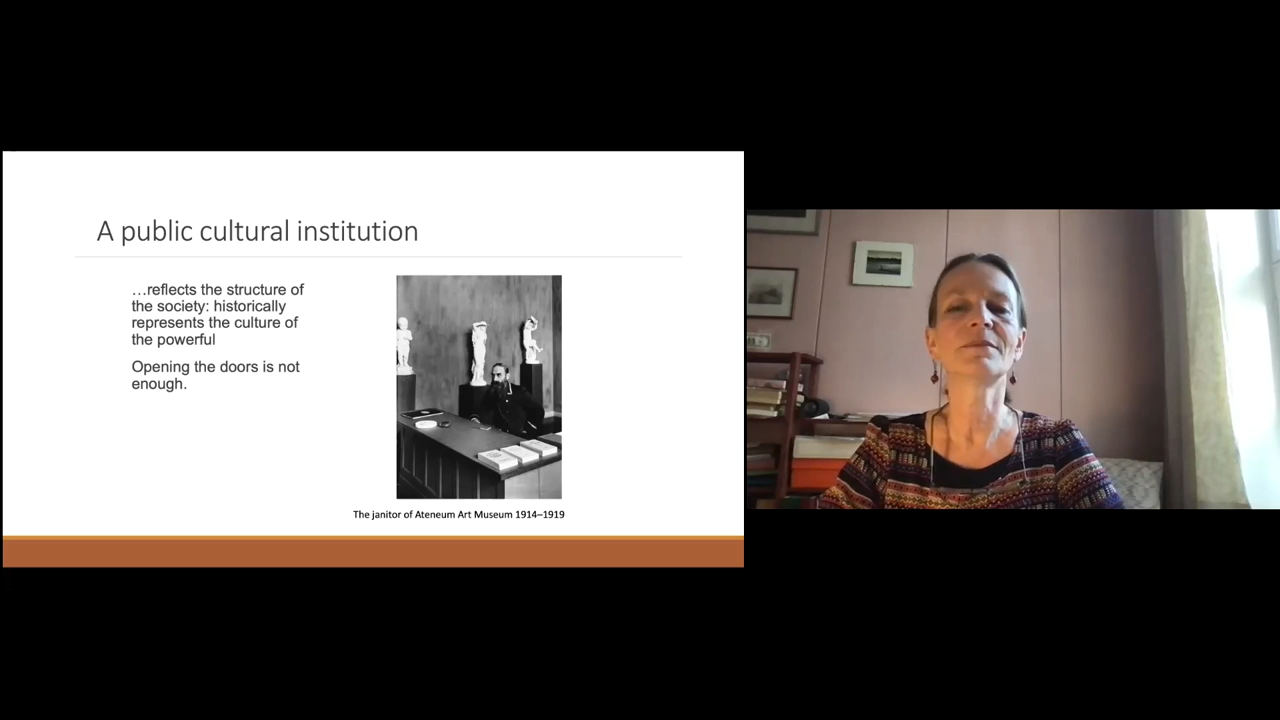 A public cultural institution
…reflects the structure of
the society: historically
represents the culture of
the powerful
Opening the doors is not
enough.
The janitor of Ateneum Art Museum 1914–1919